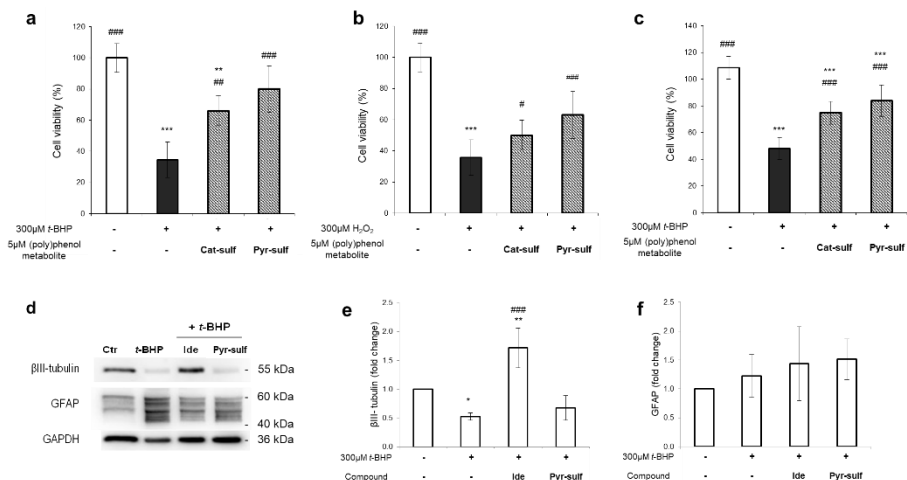 a
120
100
80
60
40
20
0
Cell viability (%)
###
***
**
##
###
300µM t-BHP - + + +
5µM (poly)phenol metabolite - - Cat-sulf Pyr-sulf
b
120
100
80
60
40
20
0
Cell viability (%)
###
***
#
###
300µM H₂O₂ - + + +
5µM (poly)phenol metabolite - - Cat-sulf Pyr-sulf
c
140
120
100
80
60
40
20
0
Cell viability (%)
###
***
***
###
***
###
300µM t-BHP - + + +
5µM (poly)phenol metabolite - - Cat-sulf Pyr-sulf
d
+ t-BHP
Ctr t-BHP Ide Pyr-sulf
βIII-tubulin - 55 kDa
GFAP - 60 kDa
- 40 kDa
GAPDH - 36 kDa
e
2.5
2.0
1.5
1.0
0.5
0.0
βIII- tubulin (fold change)
*
###
**
300µM t-BHP - + + +
Compound - - Ide Pyr-sulf
f
2.5
2.0
1.5
1.0
0.5
0.0
GFAP (fold change)
300µM t-BHP - + + +
Compound - - Ide Pyr-sulf